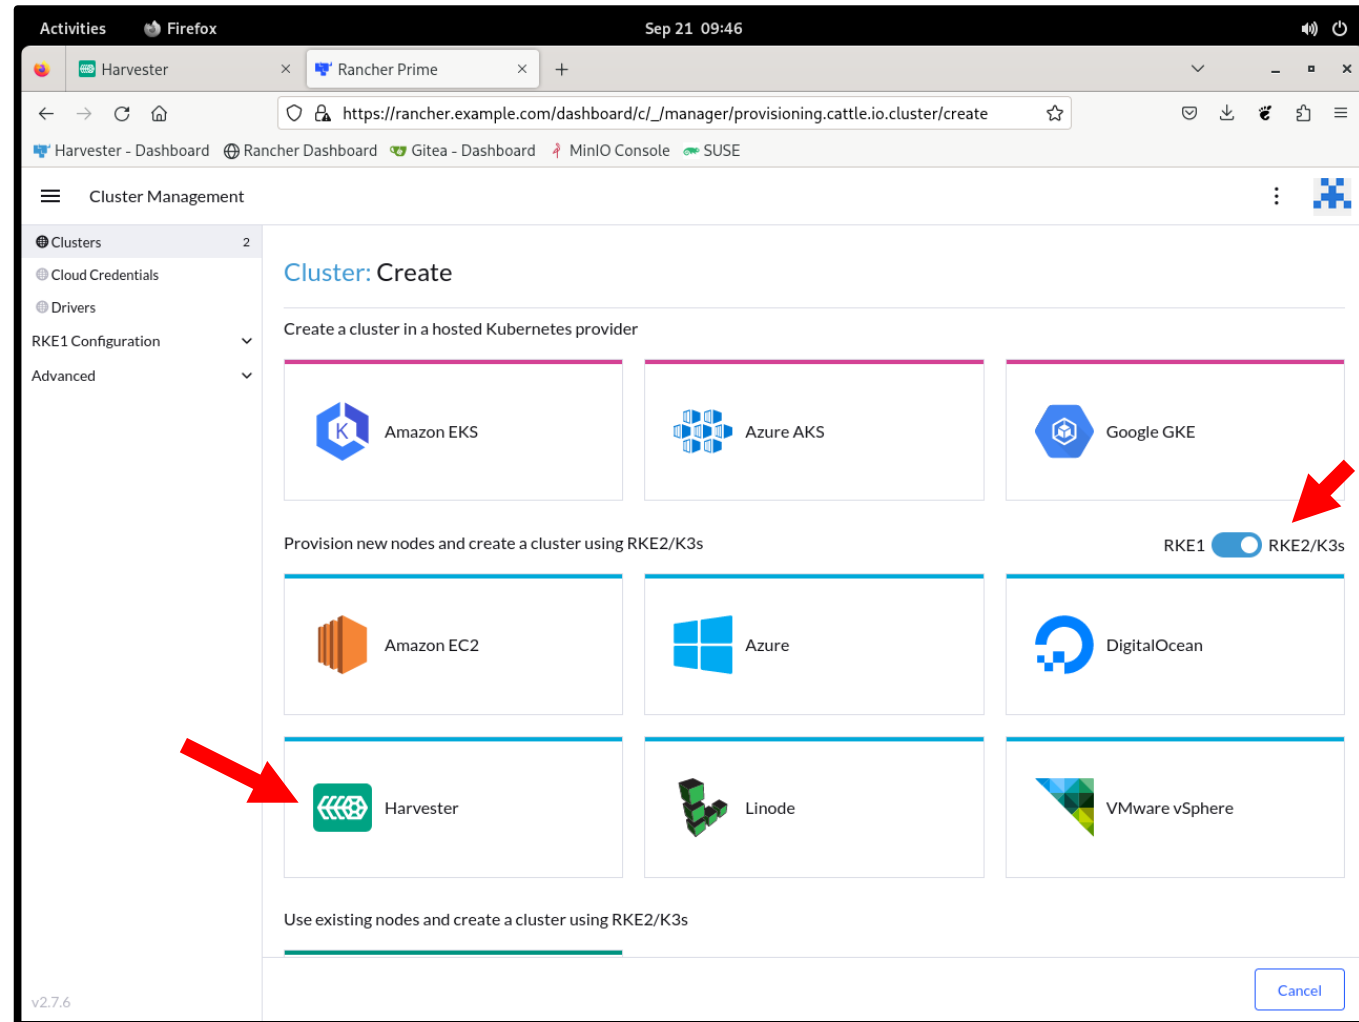 Activities Firefox Sep 21 09:46
Harvester × Rancher Prime × +
https://rancher.example.com/dashboard/c/_/manager/provisioning.cattle.io.cluster/create
Harvester - Dashboard Rancher Dashboard Gitea - Dashboard MinIO Console SUSE
Cluster Management
Clusters 2
Cloud Credentials
Drivers
RKE1 Configuration
Advanced
v2.7.6
Cluster: Create
Create a cluster in a hosted Kubernetes provider
K Amazon EKS Azure AKS Google GKE
Provision new nodes and create a cluster using RKE2/K3s RKE1 RKE2/K3s
Amazon EC2 Azure DigitalOcean
Harvester Linode VMware vSphere
Use existing nodes and create a cluster using RKE2/K3s
Cancel